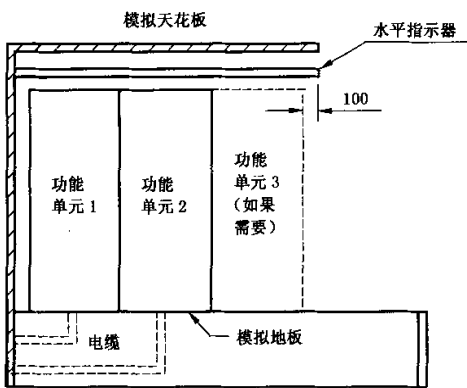 模拟天花板
水平指示器
100
功能
单元1
功能
单元2
功能
单元3
(如果
需要)
电缆
模拟地板